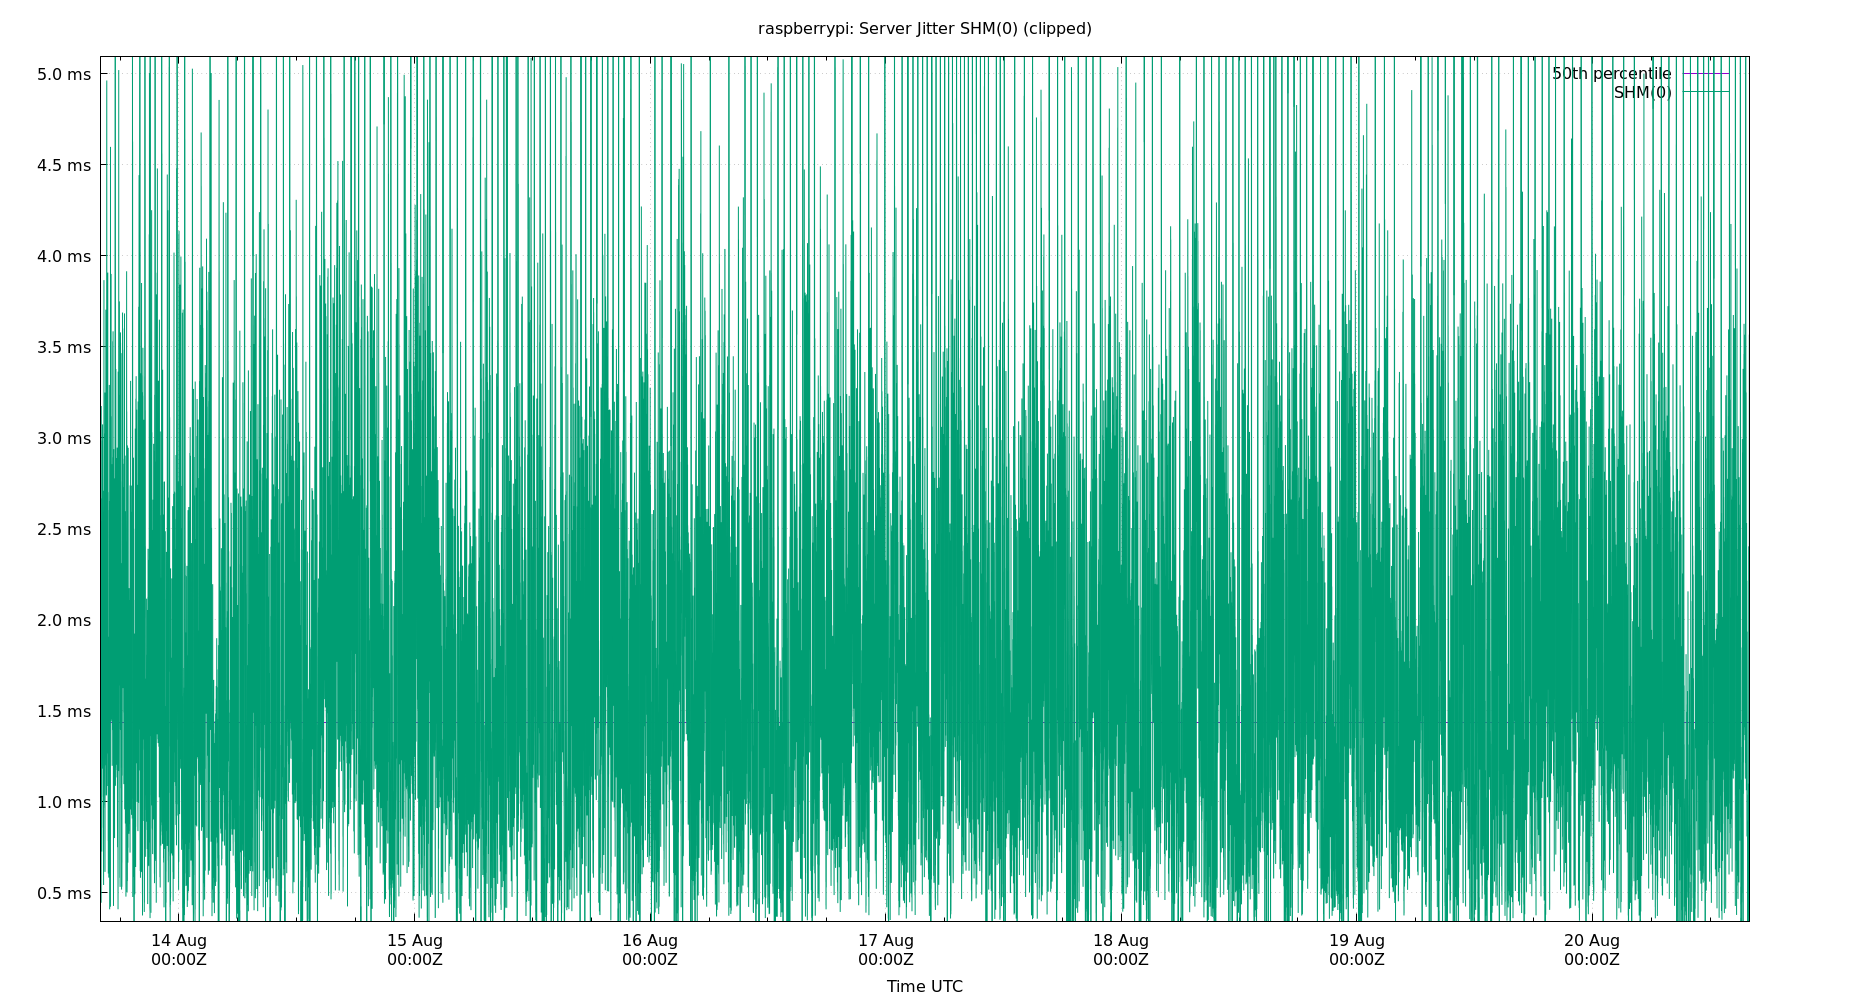 raspberrypi: Server Jitter SHM(0) (clipped)
5.0 ms
50th percentile
SHM(0)
4.5 ms
4.0 ms
3.5 ms
3.0 ms
2.5 ms
2.0 ms
1.5 ms
1.0 ms
0.5 ms
14 Aug 15 Aug 16 Aug 17 Aug 18 Aug 19 Aug 20 Aug
00:00Z 00:00Z 00:00Z 00:00Z 00:00Z 00:00Z 00:00Z
Time UTC